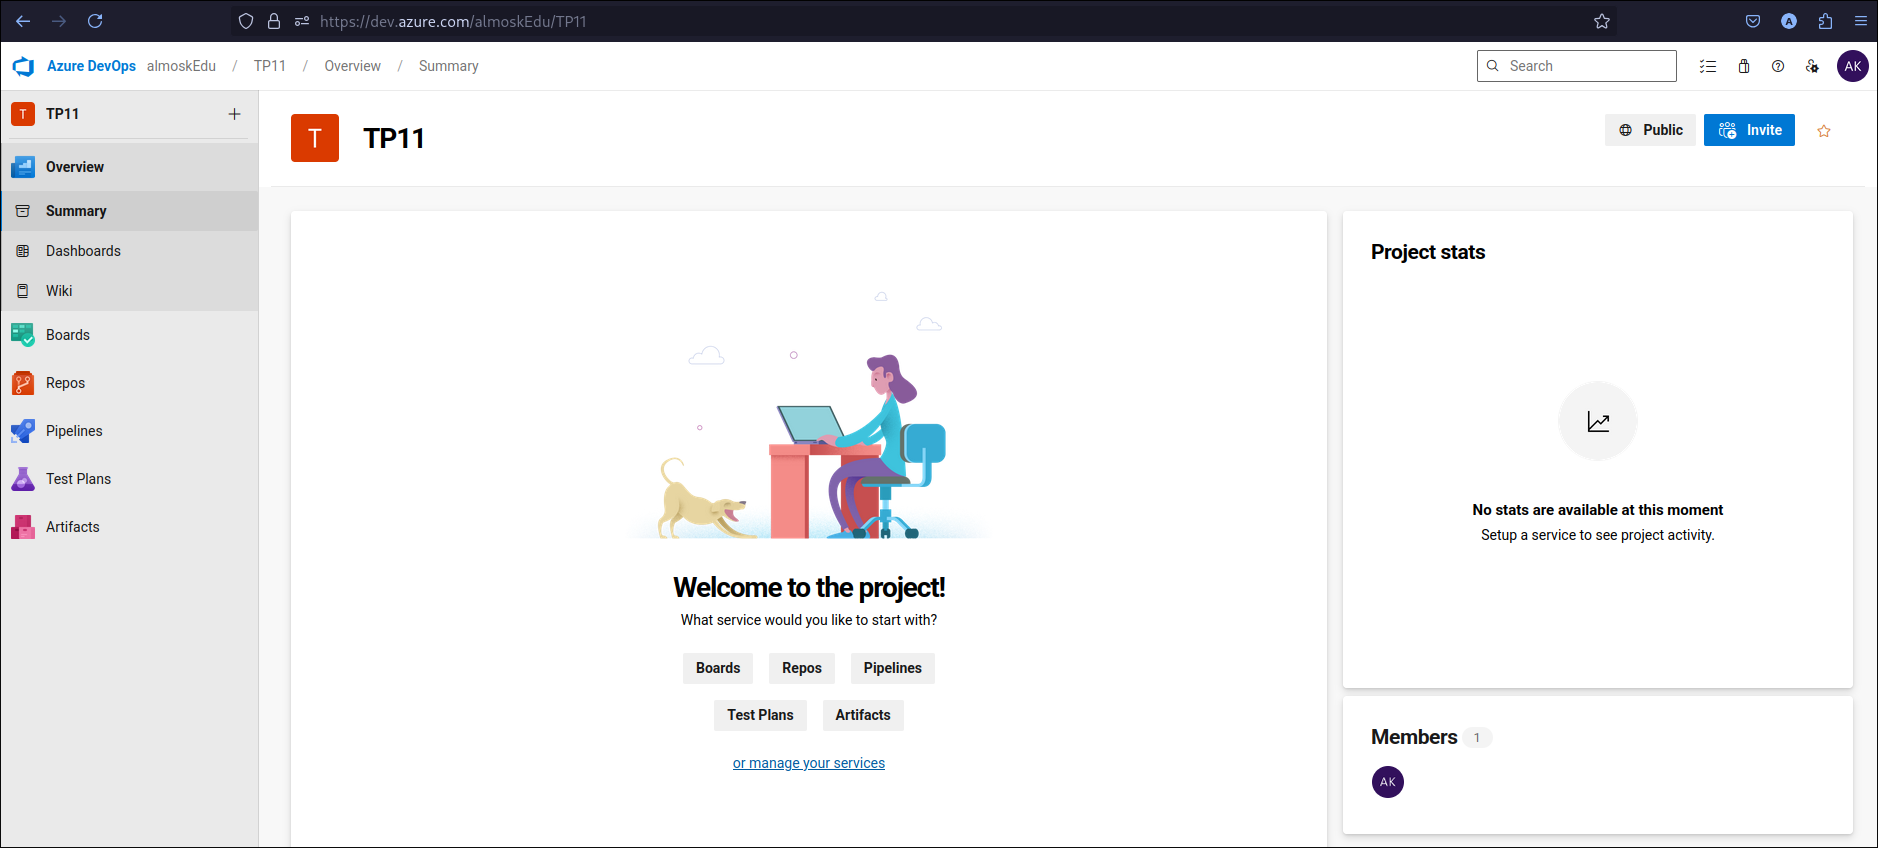 https://dev.azure.com/almoskEdu/TP11
A
Azure DevOps almoskEdu / TP11 / Overview / Summary
Search
AK
T TP11
Overview
Summary
Dashboards
Wiki
Boards
Repos
Pipelines
Test Plans
Artifacts
T TP11
Public
Invite
Welcome to the project!
What service would you like to start with?
Boards Repos Pipelines
Test Plans Artifacts
or manage your services
Project stats
No stats are available at this moment
Setup a service to see project activity.
Members 1
AK